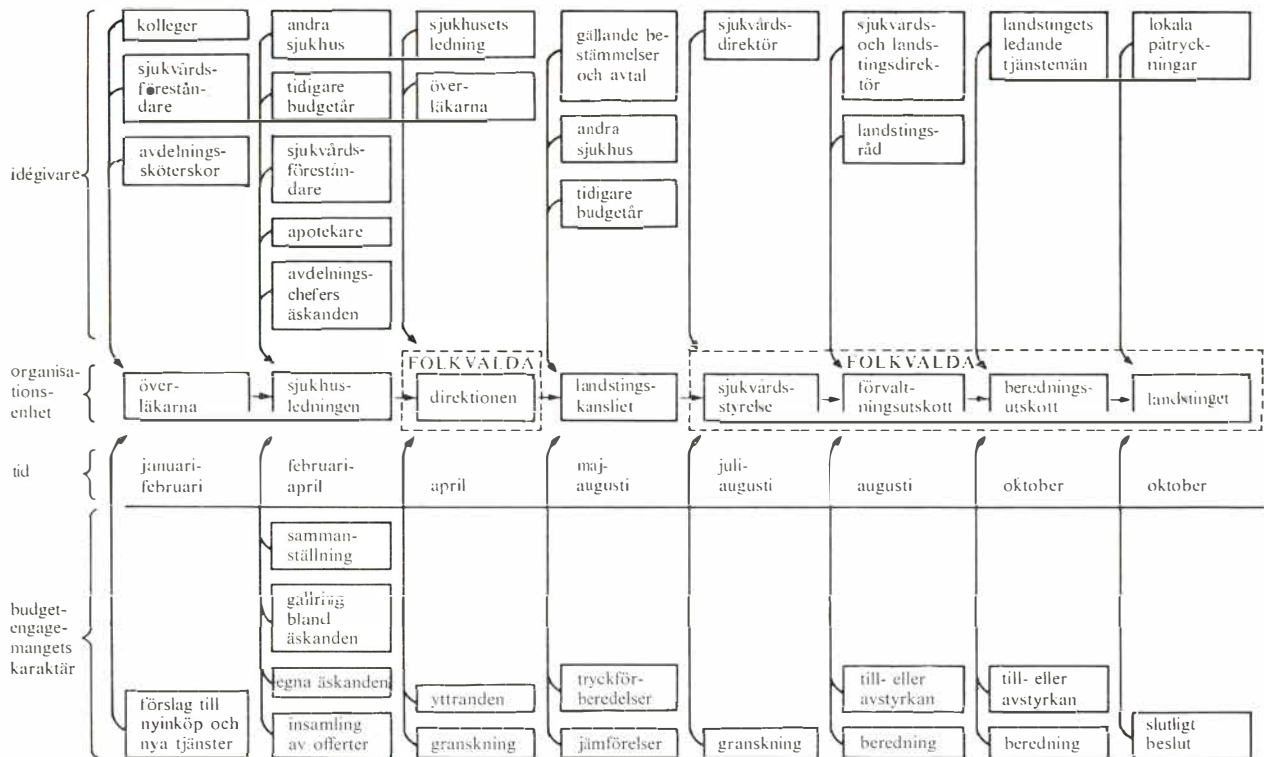 idégivare
kolleger
sjukvårds-
förestån-
dare
avdelnings-
sköterskor
andra
sjukhus
tidigare
budgetår
sjukvårds-
förestån-
dare
apotekare
avdelnings-
chefers
äskanden
sjukhusets
ledning
över-
läkarna
gällande be-
stämmelser
och avtal
andra
sjukhus
tidigare
budgetår
sjukvårds-
direktör
sjukvårds-
och lands-
tingsdirek-
tör
landstings-
råd
landstingets
ledande
tjänstemän
lokala
påtryck-
ningar
organisa-
tions-
enhet
över-
läkarna
sjukhus-
ledningen
FOLKVALDA
direktionen
landstings-
kansliet
FOLKVALDA
sjukvårds-
styrelse
förvalt-
ningsutskott
berednings-
utskott
landstinget
tid
januari-
februari
februari-
april
april
maj-
augusti
juli-
augusti
augusti
oktober
oktober
budget-
engage-
mangets
karaktär
förslag till
nyinköp och
nya tjänster
samman-
ställning
gallring
bland
äskanden
egna äskanden
insamling
av offerter
yttranden
granskning
tryckför-
beredelser
jämförelser
granskning
till- eller
avstyrkan
beredning
till- eller
avstyrkan
beredning
slutligt
beslut